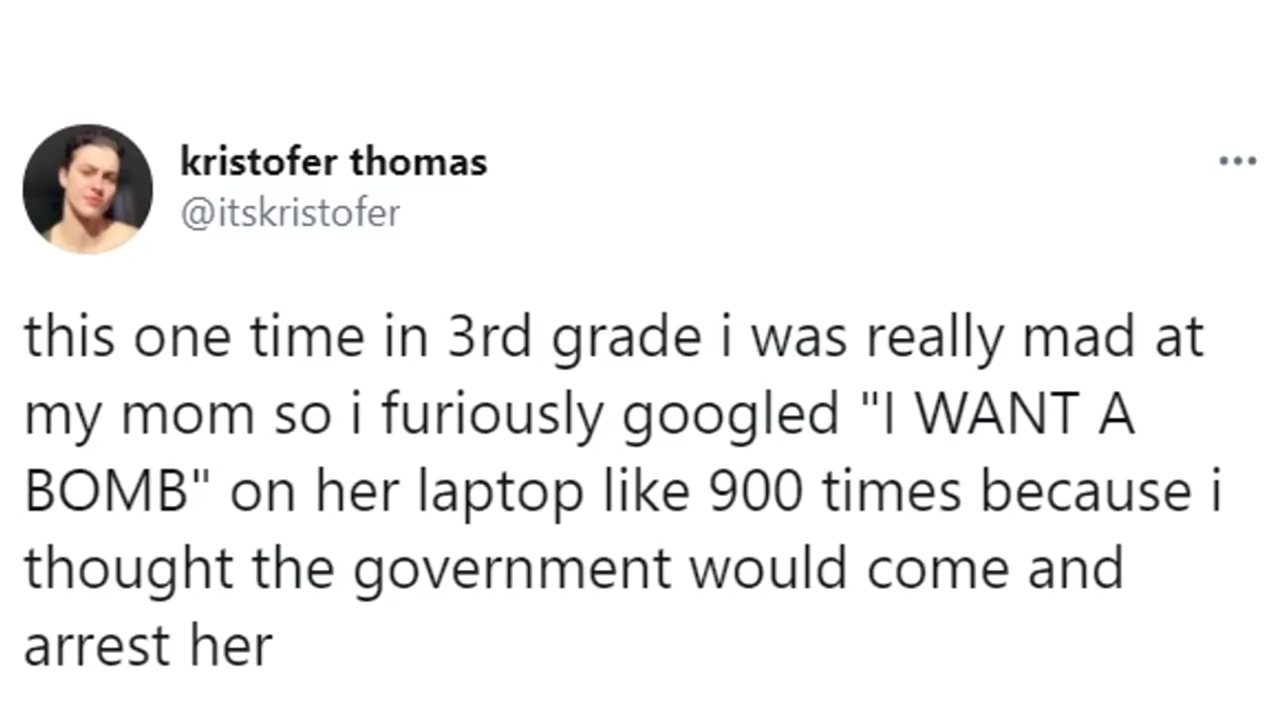 kristofer thomas
@itskristofer
this one time in 3rd grade i was really mad at
my mom so i furiously googled "I WANT A
BOMB" on her laptop like 900 times because i
thought the government would come and
arrest her